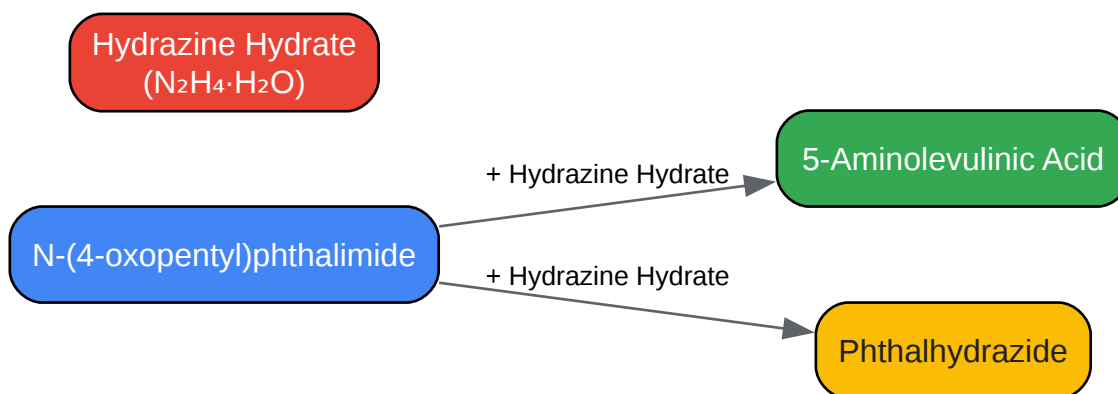 Hydrazine Hydrate
(N₂H₄·H₂O)
5-Aminolevulinic Acid
+ Hydrazine Hydrate
N-(4-oxopentyl)phthalimide
+ Hydrazine Hydrate
Phthalhydrazide